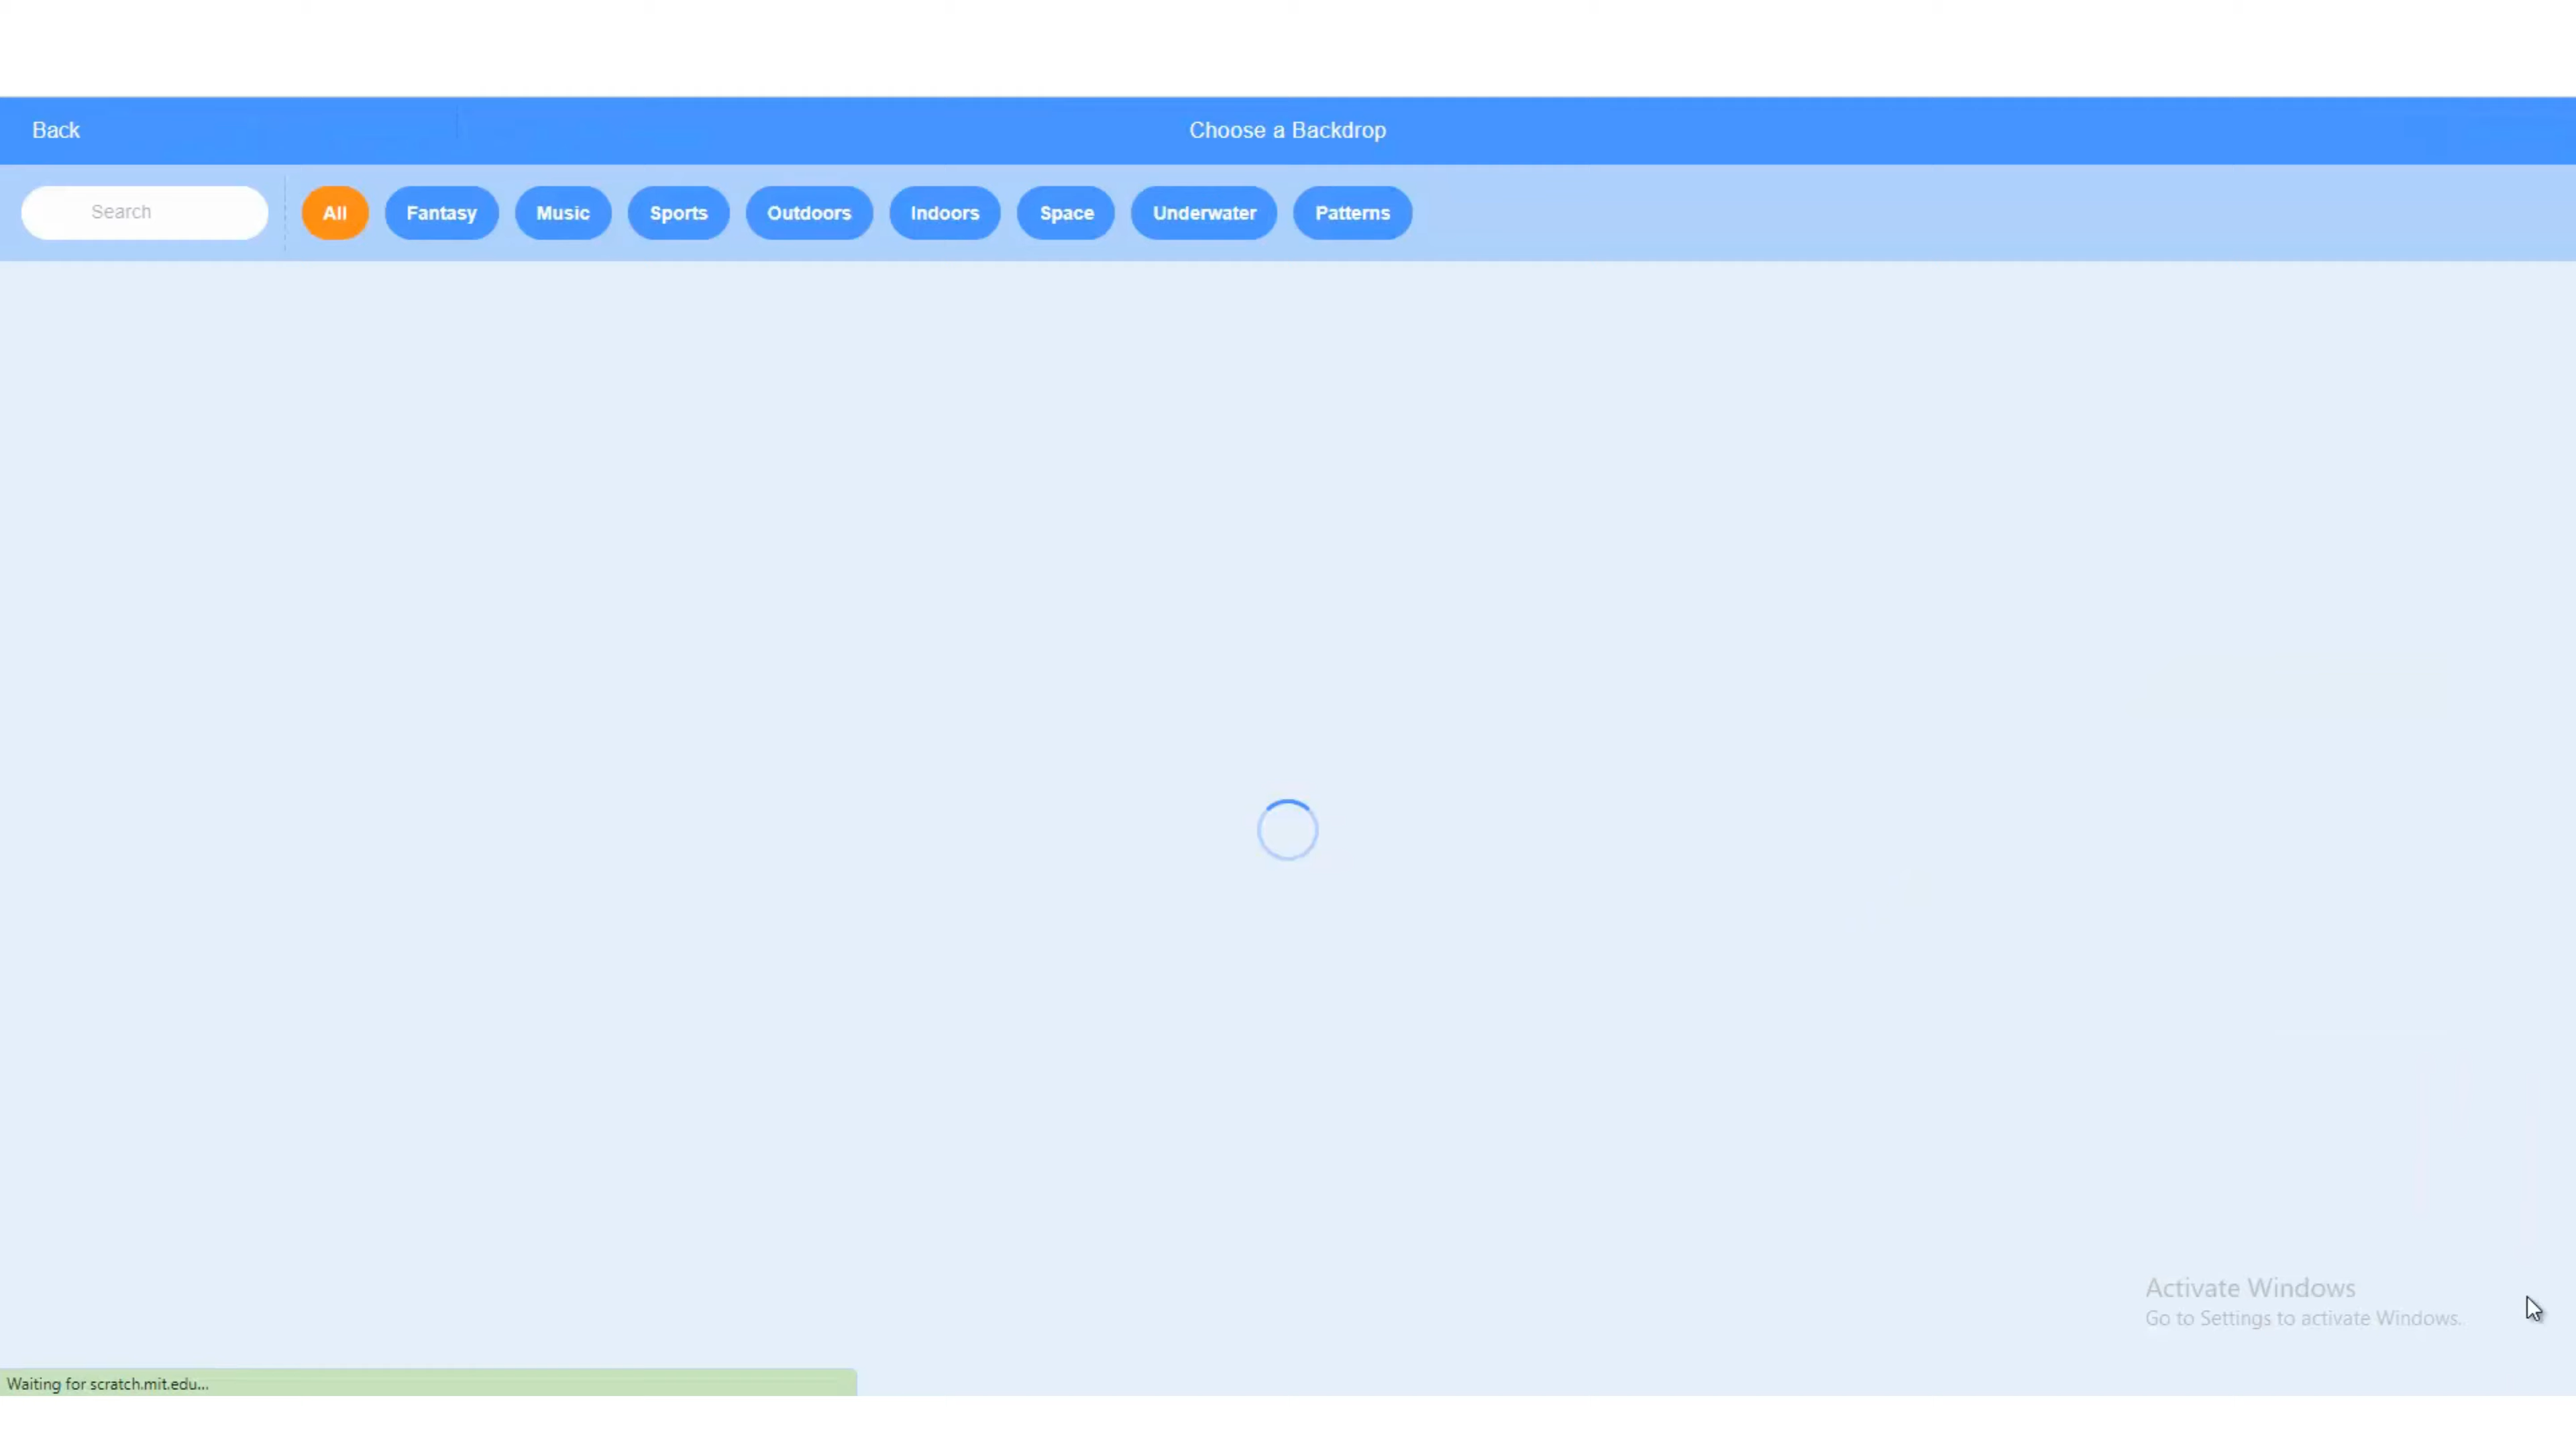 Back
Choose a Backdrop
Search
All
Fantasy
Music
Sports
Outdoors
Indoors
Space
Underwater
Patterns
Activate Windows
Go to Settings to activate Windows.
Waiting for scratch.mit.edu...